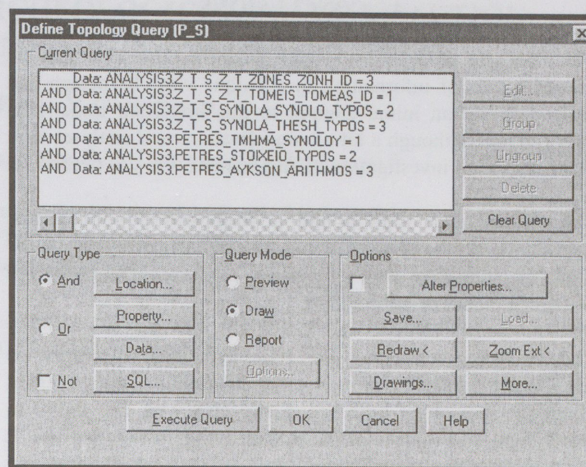 Define Topology Query (P_S)
Current Query
Data: ANALYSIS3.Z_T_S_Z_T_ZONES_ZONH_ID = 3
AND Data: ANALYSIS3.Z_T_S_Z_T_TOMEIS_TOMEAS_ID = 1
AND Data: ANALYSIS3.Z_T_S_SYNOLA_SYNOLO_TYPOS = 2
AND Data: ANALYSIS3.Z_T_S_SYNOLA_THESH_TYPOS = 3
AND Data: ANALYSIS3.PETRES_TMHMA_SYNOLOY = 1
AND Data: ANALYSIS3.PETRES_STOIXEIO_TYPOS = 2
AND Data: ANALYSIS3.PETRES_AYKSON_ARITHMOS = 3
Edit...
Group
Ungroup
Delete
Clear Query
Query Type
And
Or
Not
Location...
Property...
Data...
SQL...
Query Mode
Preview
Draw
Report
Options...
Options
Alter Properties...
Save...
Load...
Redraw <
Zoom Ext <
Drawings...
More...
Execute Query
OK
Cancel
Help